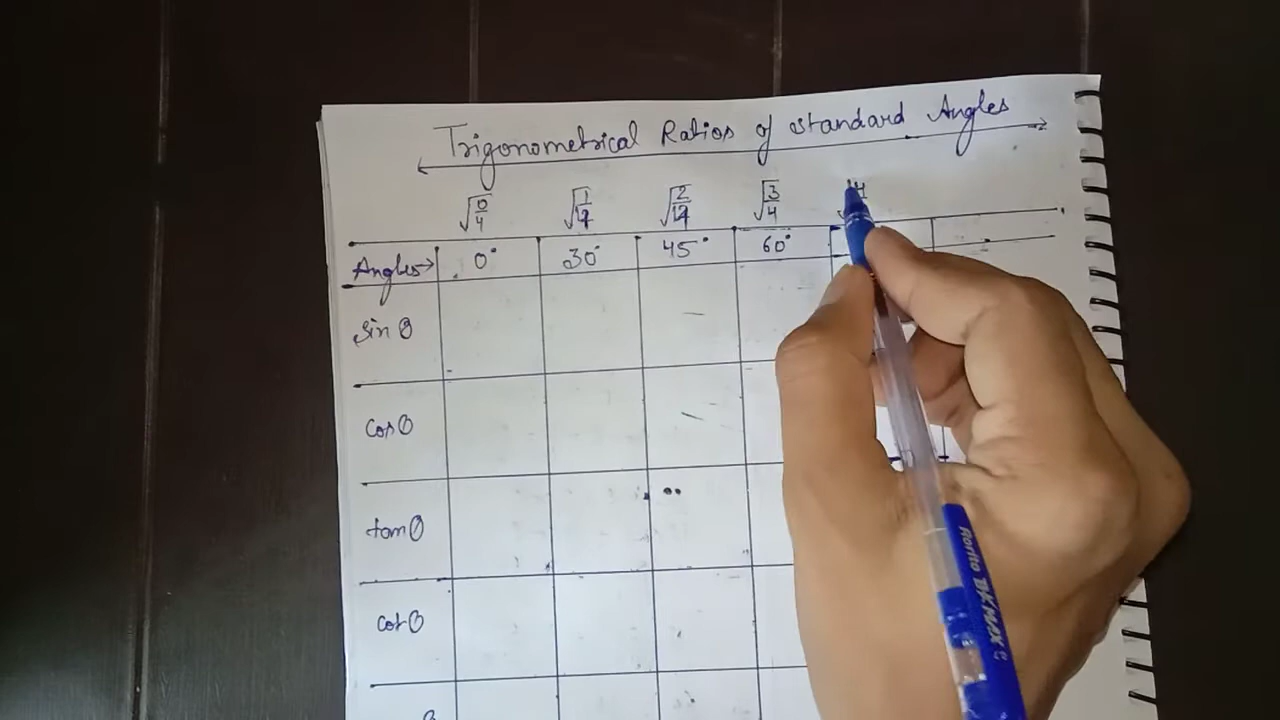 Trigonometrical Ratios of standard Angles
√0/4 √1/4 √2/4 √3/4 4
Angles→ 0° 30° 45° 60°
sin θ
cos θ
tan θ
cot θ
Rorito DK MAX